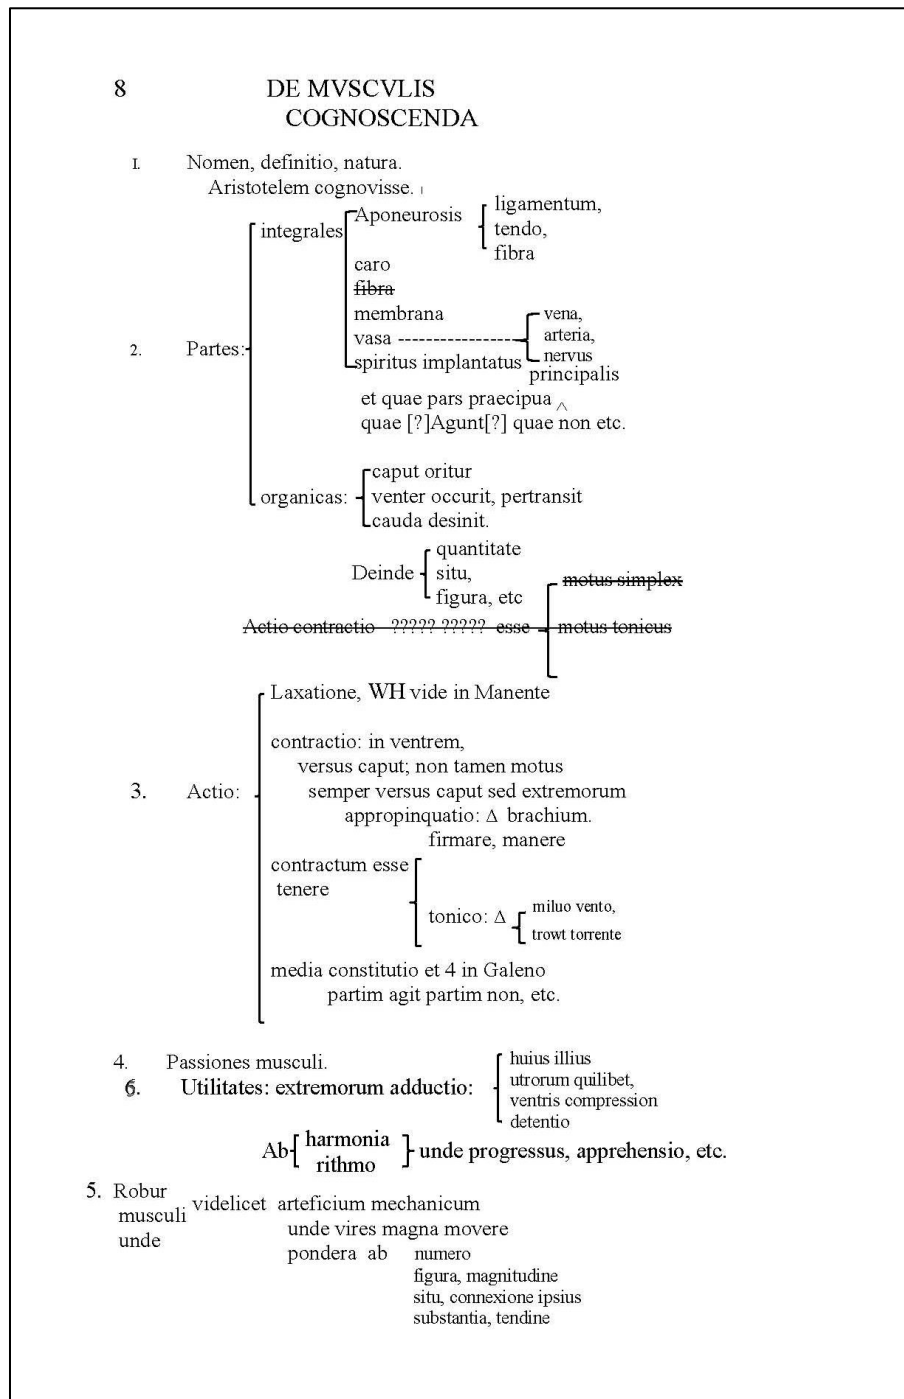 8 DE MVSCVLIS
COGNOSCENDA
I. Nomen, definitio, natura.
Aristotelem cognovisse.
2. Partes:
integrales
Aponeurosis
ligamentum,
tendo,
fibra
caro
fibra
membrana
vasa ---------------------
vena,
arteria,
nervus
spiritus implantatus
principalis
et quae pars praecipua ^
quae [?]Agunt[?] quae non etc.
organicas:
caput oritur
venter occurit, pertransit
cauda desinit.
Deinde
quantitate
situ,
figura, etc
Actio contractio ????? ????? esse
motus simplex
motus tonicus
3. Actio:
Laxatione, WH vide in Manente
contractio: in ventrem,
versus caput; non tamen motus
semper versus caput sed extremorum
appropinquatio: Δ brachium.
firmare, manere
contractum esse
tenere
tonico: Δ
miluo vento,
trowt torrente
media constitutio et 4 in Galeno
partim agit partim non, etc.
4. Passiones musculi.
6. Utilitates: extremorum adductio:
huius illius
utrorum quilibet,
ventris compression
detentio
Ab
harmonia
rithmo
unde progressus, apprehensio, etc.
5. Robur
musculi
unde
videlicet arteficium mechanicum
unde vires magna movere
pondera ab numero
figura, magnitudine
situ, connexione ipsius
substantia, tendine